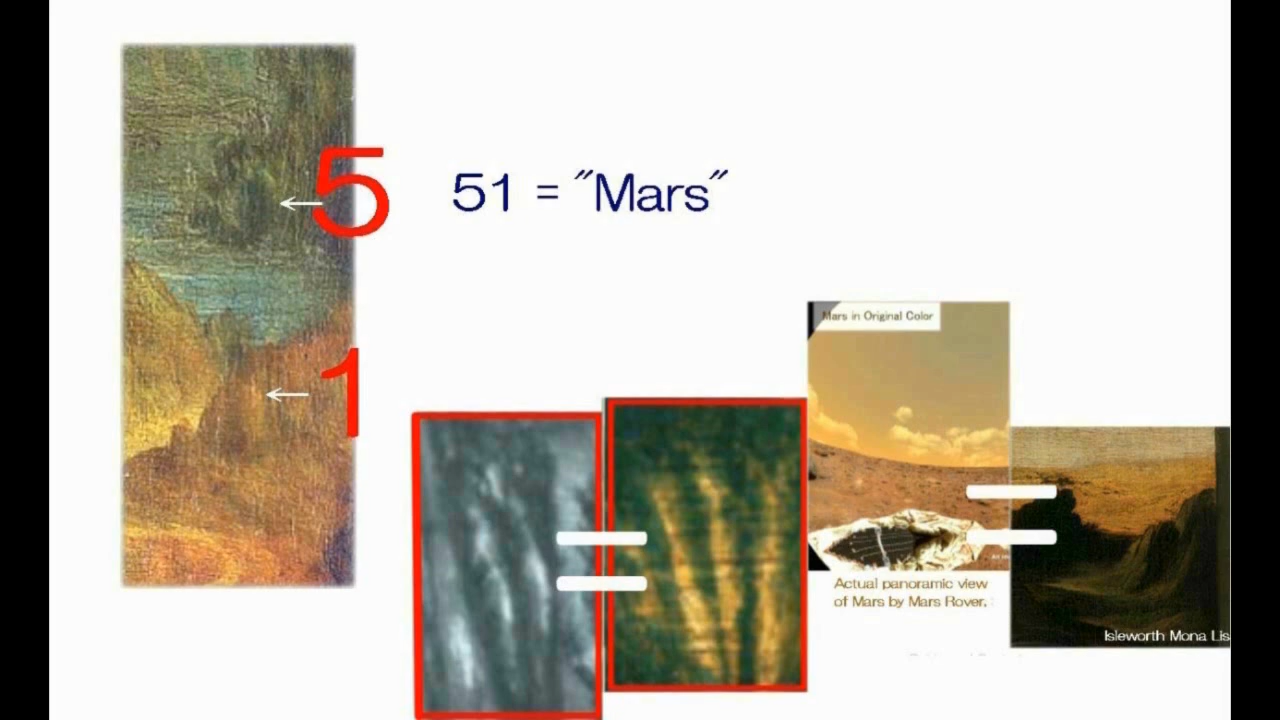 5
51 = "Mars"
1
Mars in Original Color
Actual panoramic view
of Mars by Mars Rover.
Isleworth Mona Lis